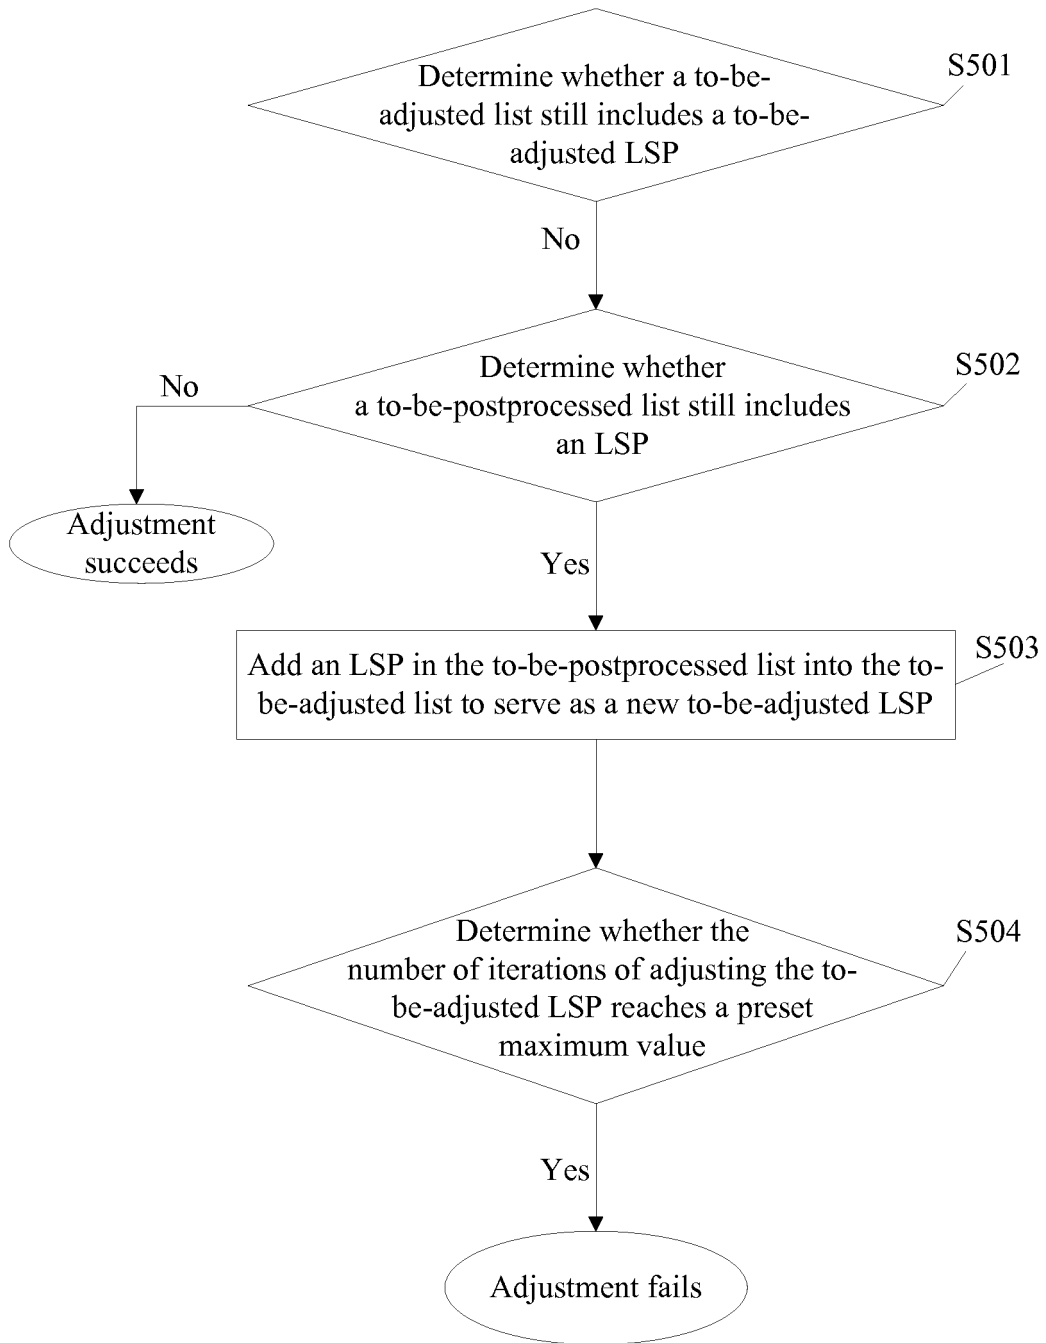 Determine whether a to-be-
adjusted list still includes a to-be-
adjusted LSP
S501
No
Determine whether
a to-be-postprocessed list still includes
an LSP
S502
No
Adjustment
succeeds
Yes
Add an LSP in the to-be-postprocessed list into the to-
be-adjusted list to serve as a new to-be-adjusted LSP
S503
Determine whether the
number of iterations of adjusting the to-
be-adjusted LSP reaches a preset
maximum value
S504
Yes
Adjustment fails